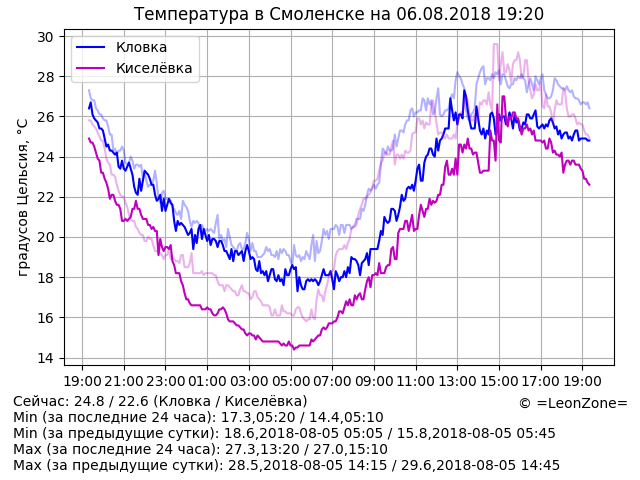 Температура в Смоленске на 06.08.2018 19:20
30
28
26
24
22
20
18
16
14
градусов Цельсия, °C
Кловка
Киселёвка
19:00 21:00 23:00 01:00 03:00 05:00 07:00 09:00 11:00 13:00 15:00 17:00 19:00
Сейчас: 24.8 / 22.6 (Кловка / Киселёвка)
© =LeonZone=
Min (за последние 24 часа): 17.3,05:20 / 14.4,05:10
Min (за предыдущие сутки): 18.6,2018-08-05 05:05 / 15.8,2018-08-05 05:45
Max (за последние 24 часа): 27.3,13:20 / 27.0,15:10
Max (за предыдущие сутки): 28.5,2018-08-05 14:15 / 29.6,2018-08-05 14:45